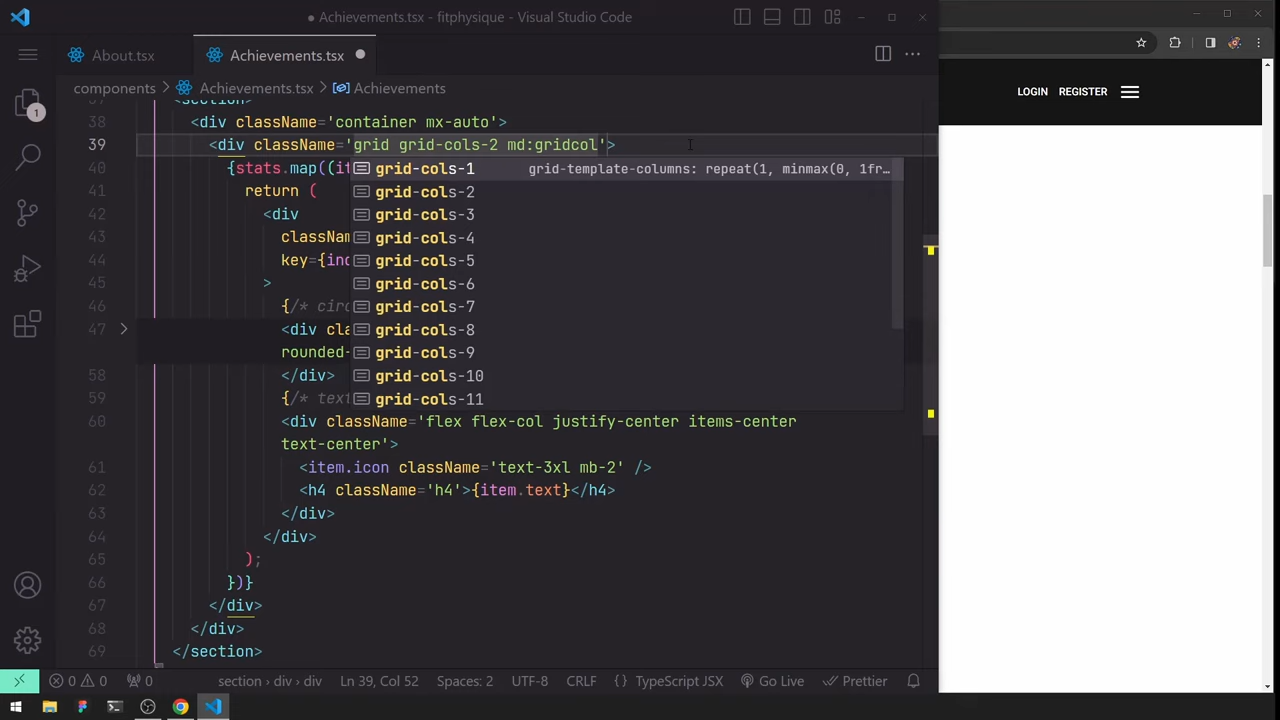 ● Achievements.tsx - fitphysique - Visual Studio Code
About.tsx
Achievements.tsx ●
components > Achievements.tsx > Achievements
LOGIN REGISTER
37 <section>
38 <div className='container mx-auto'>
39 <div className='grid grid-cols-2 md:gridcol'>
40 {stats.map((it
grid-cols-1 grid-template-columns: repeat(1, minmax(0, 1fr…
41 return (
grid-cols-2
42 <div
grid-cols-3
43 classNam
grid-cols-4
44 key={ind
grid-cols-5
45 >
grid-cols-6
46 {/* circ
grid-cols-7
47 <div cla
grid-cols-8
rounded-
grid-cols-9
58 </div>
grid-cols-10
59 {/* text
grid-cols-11
60 <div className='flex flex-col justify-center items-center
text-center'>
61 <item.icon className='text-3xl mb-2' />
62 <h4 className='h4'>{item.text}</h4>
63 </div>
64 </div>
65 );
66 })}
67 </div>
68 </div>
69 </section>
1
0 0 0 section > div > div Ln 39, Col 52 Spaces: 2 UTF-8 CRLF {} TypeScript JSX Go Live Prettier